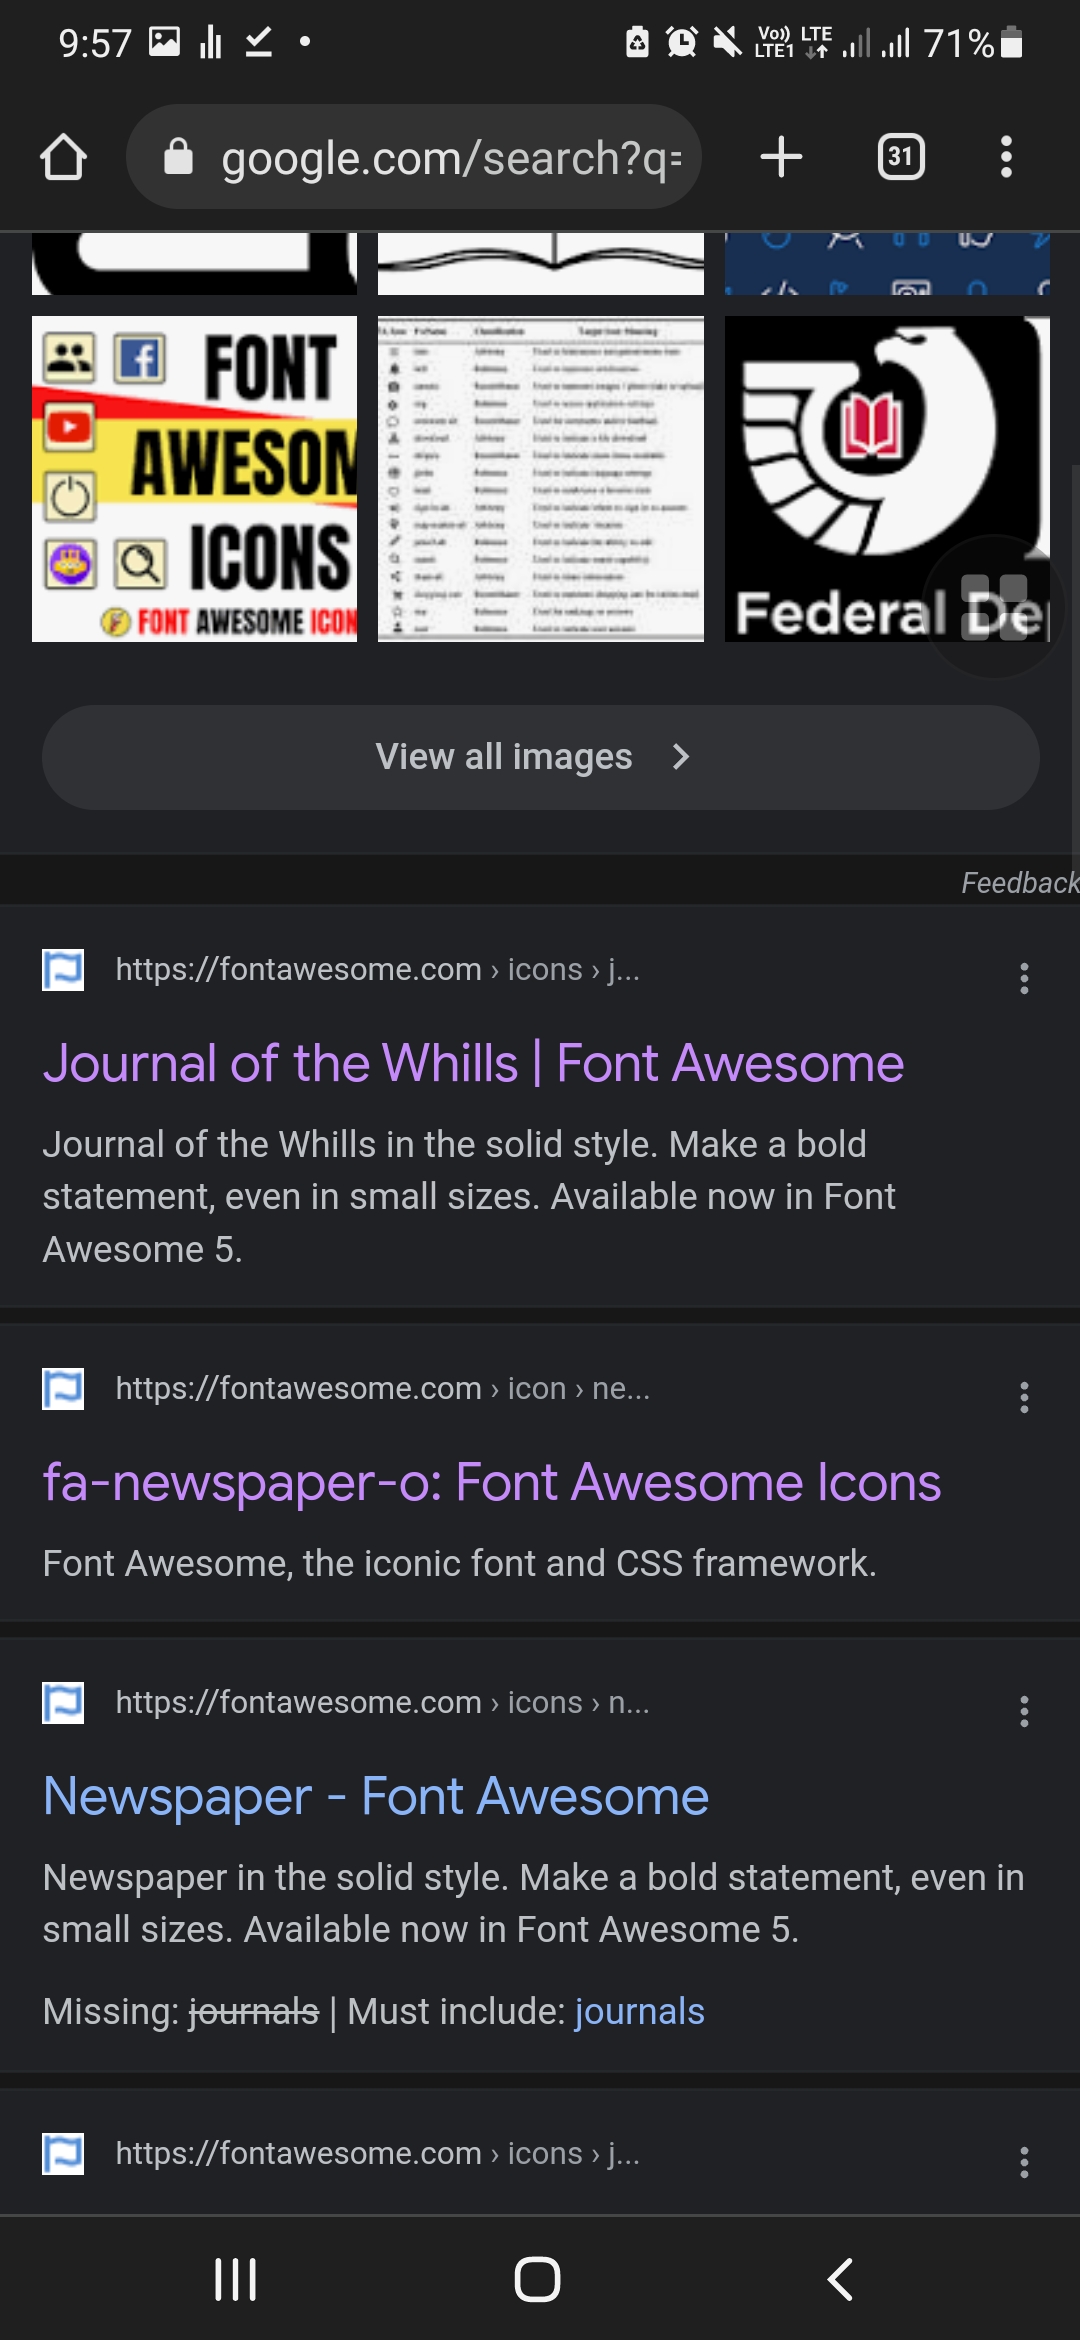 9:57
Vo)) LTE
LTE1
71%
google.com/search?q=
31
FONT
AWESOM
ICONS
FONT AWESOME ICON
Federal De
View all images
Feedback
https://fontawesome.com › icons › j...
Journal of the Whills | Font Awesome
Journal of the Whills in the solid style. Make a bold
statement, even in small sizes. Available now in Font
Awesome 5.
https://fontawesome.com › icon › ne...
fa-newspaper-o: Font Awesome Icons
Font Awesome, the iconic font and CSS framework.
https://fontawesome.com › icons › n...
Newspaper - Font Awesome
Newspaper in the solid style. Make a bold statement, even in
small sizes. Available now in Font Awesome 5.
Missing: journals | Must include: journals
https://fontawesome.com › icons › j...